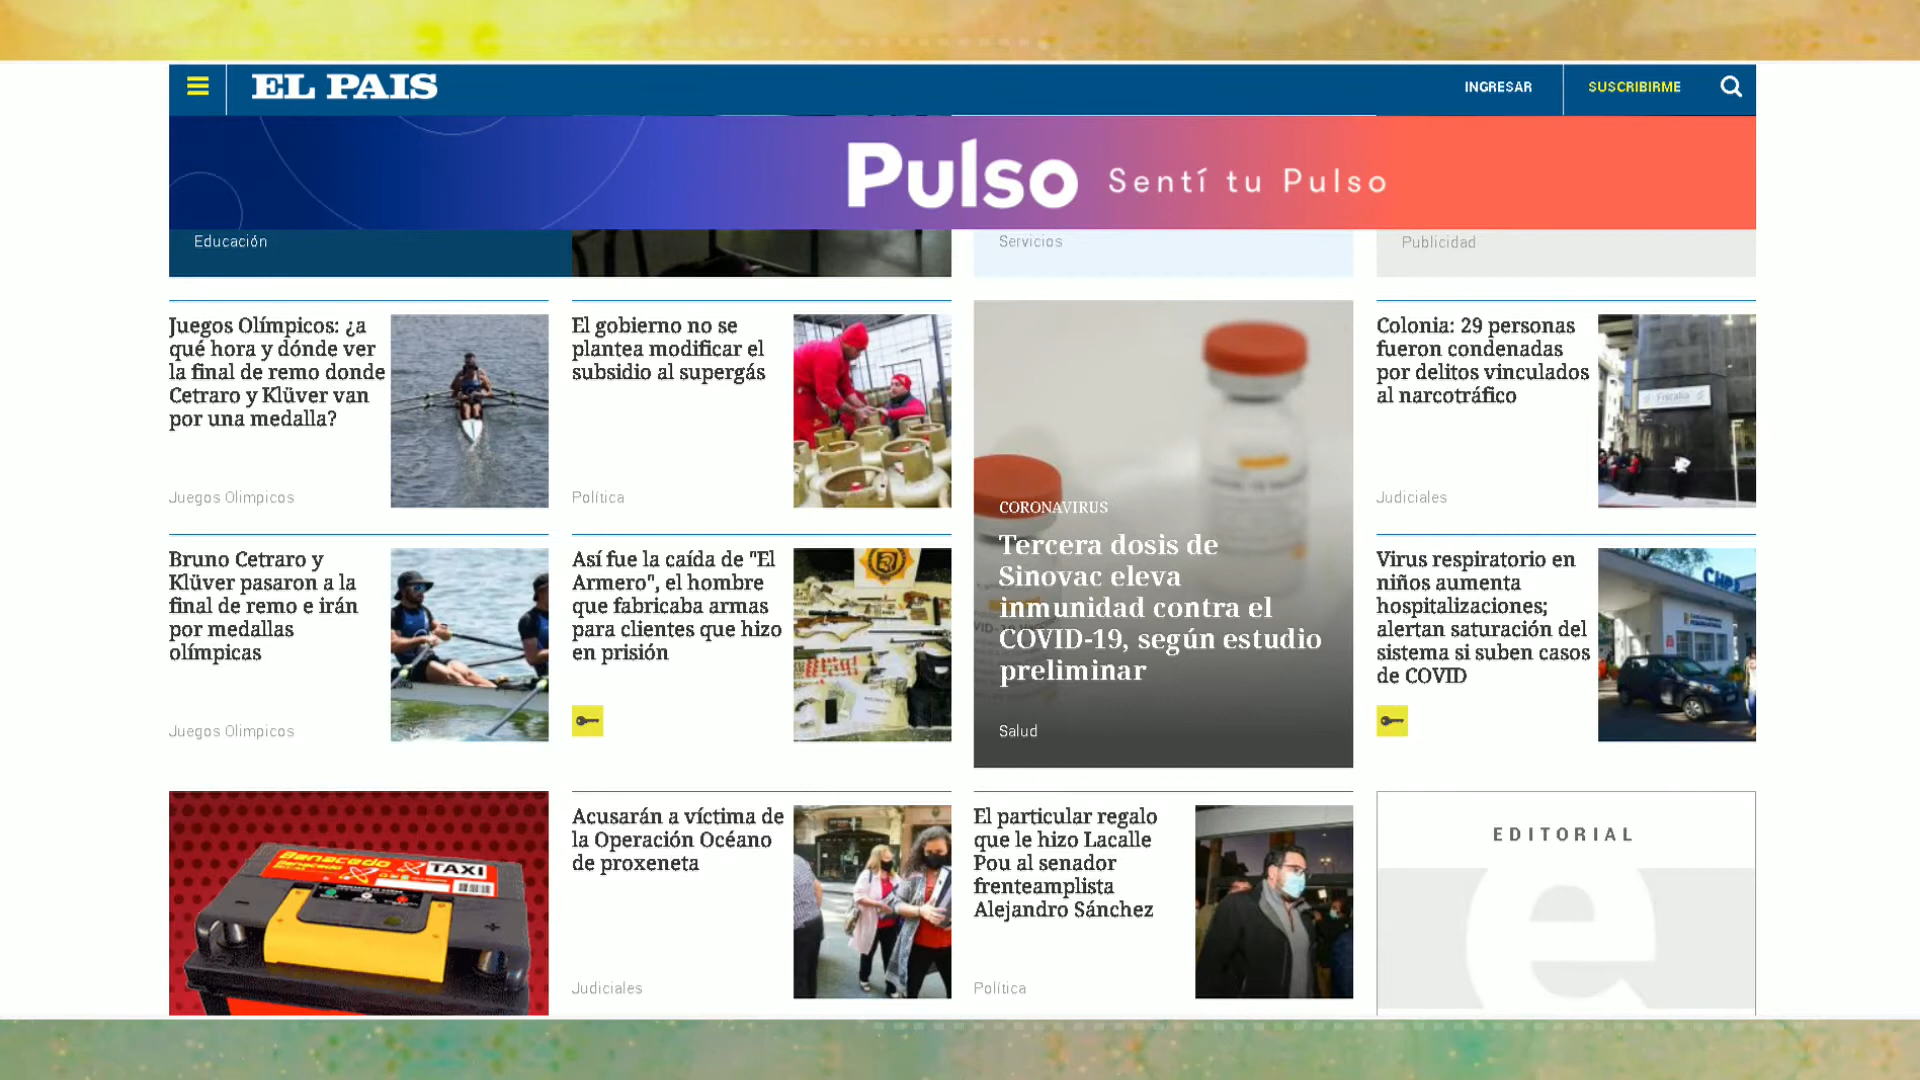 EL PAIS
INGRESAR
SUSCRIBIRME
Pulso Sentí tu Pulso
Educación
Servicios
Publicidad
Juegos Olímpicos: ¿a
qué hora y dónde ver
la final de remo donde
Cetraro y Klüver van
por una medalla?
Juegos Olimpicos
El gobierno no se
plantea modificar el
subsidio al supergás
Política
CORONAVIRUS
Tercera dosis de
Sinovac eleva
inmunidad contra el
COVID-19, según estudio
preliminar
Salud
Colonia: 29 personas
fueron condenadas
por delitos vinculados
al narcotráfico
Judiciales
Fiscalía
Bruno Cetraro y
Klüver pasaron a la
final de remo e irán
por medallas
olímpicas
Juegos Olimpicos
Así fue la caída de "El
Armero", el hombre
que fabricaba armas
para clientes que hizo
en prisión
Virus respiratorio en
niños aumenta
hospitalizaciones;
alertan saturación del
sistema si suben casos
de COVID
TAXI
Acusarán a víctima de
la Operación Océano
de proxeneta
Judiciales
El particular regalo
que le hizo Lacalle
Pou al senador
frenteamplista
Alejandro Sánchez
Política
EDITORIAL
e